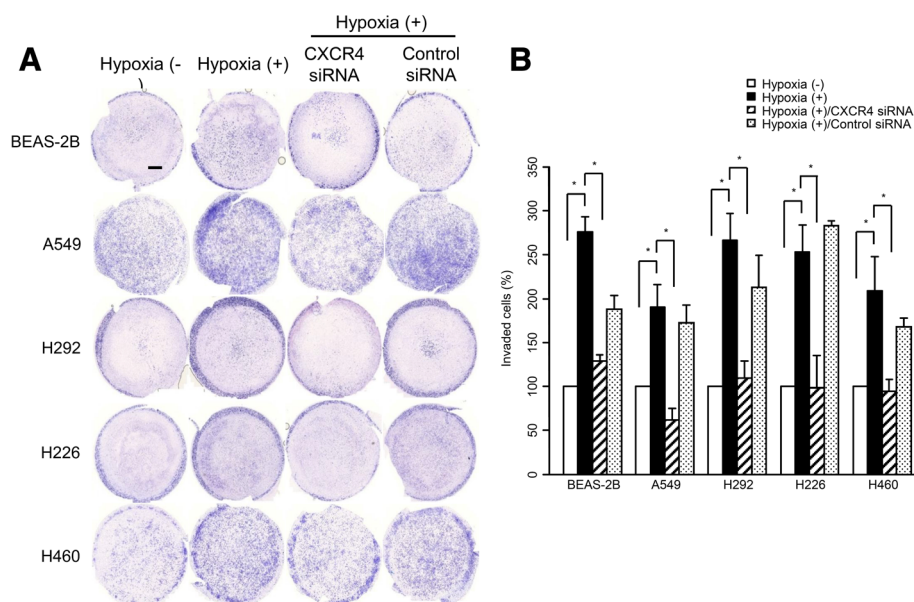 A
Hypoxia (-
)
Hypoxia (+)
Hypoxia (+)
CXCR4
siRNA
Control
siRNA
BEAS-2B
A549
H292
H226
H460
B
Hypoxia (-)
Hypoxia (+)
Hypoxia (+)/CXCR4 siRNA
Hypoxia (+)/Control siRNA
Invaded cells (%)
350
300
250
200
150
100
50
0
* *
* *
* *
* *
* *
BEAS-2B A549 H292 H226 H460